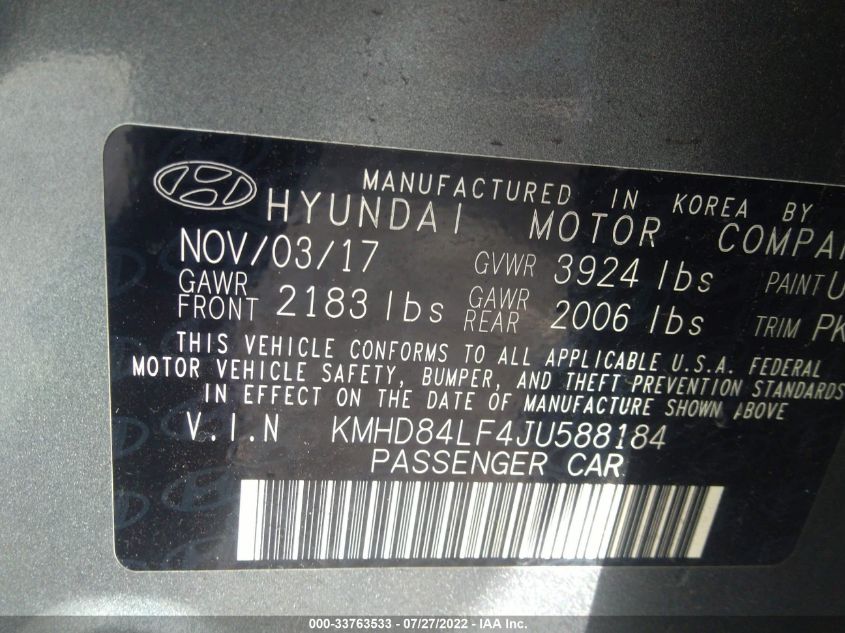 MANUFACTURED IN KOREA BY
HYUNDAI MOTOR COMPA
NOV/03/17 GVWR 3924 lbs PAINT U
GAWR FRONT 2183 lbs GAWR REAR 2006 lbs TRIM PK
THIS VEHICLE CONFORMS TO ALL APPLICABLE U.S.A. FEDERAL
MOTOR VEHICLE SAFETY, BUMPER, AND THEFT PREVENTION STANDARDS
IN EFFECT ON THE DATE OF MANUFACTURE SHOWN ABOVE
V.I.N KMHD84LF4JU588184
PASSENGER CAR
000-33763533 - 07/27/2022 - IAA Inc.